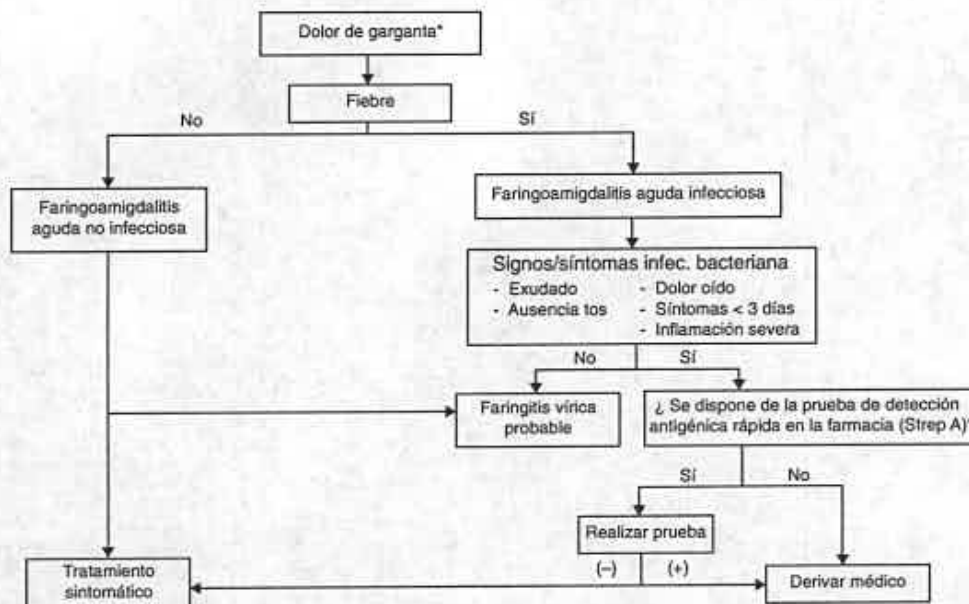 Dolor de garganta*
Fiebre
No
Sí
Faringoamigdalitis
aguda no infecciosa
Faringoamigdalitis aguda infecciosa
Signos/síntomas infec. bacteriana
- Exudado
- Dolor oído
- Ausencia tos
- Síntomas < 3 días
- Inflamación severa
No
Sí
Faringitis vírica
probable
¿ Se dispone de la prueba de detección
antigénica rápida en la farmacia (Strep A)
Sí
No
Realizar prueba
(–)
(+)
Tratamiento
sintomático
Derivar médico